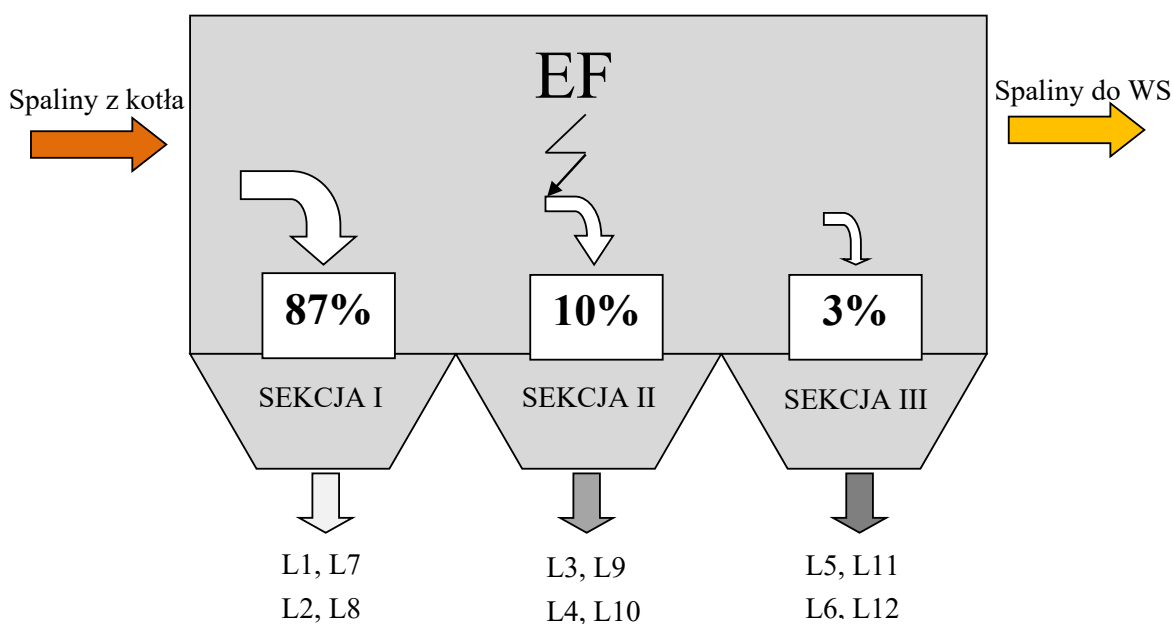 EF
Spaliny z kotła
Spaliny do WS
87%
10%
3%
SEKCJA I
SEKCJA II
SEKCJA III
L1, L7
L2, L8
L3, L9
L4, L10
L5, L11
L6, L12